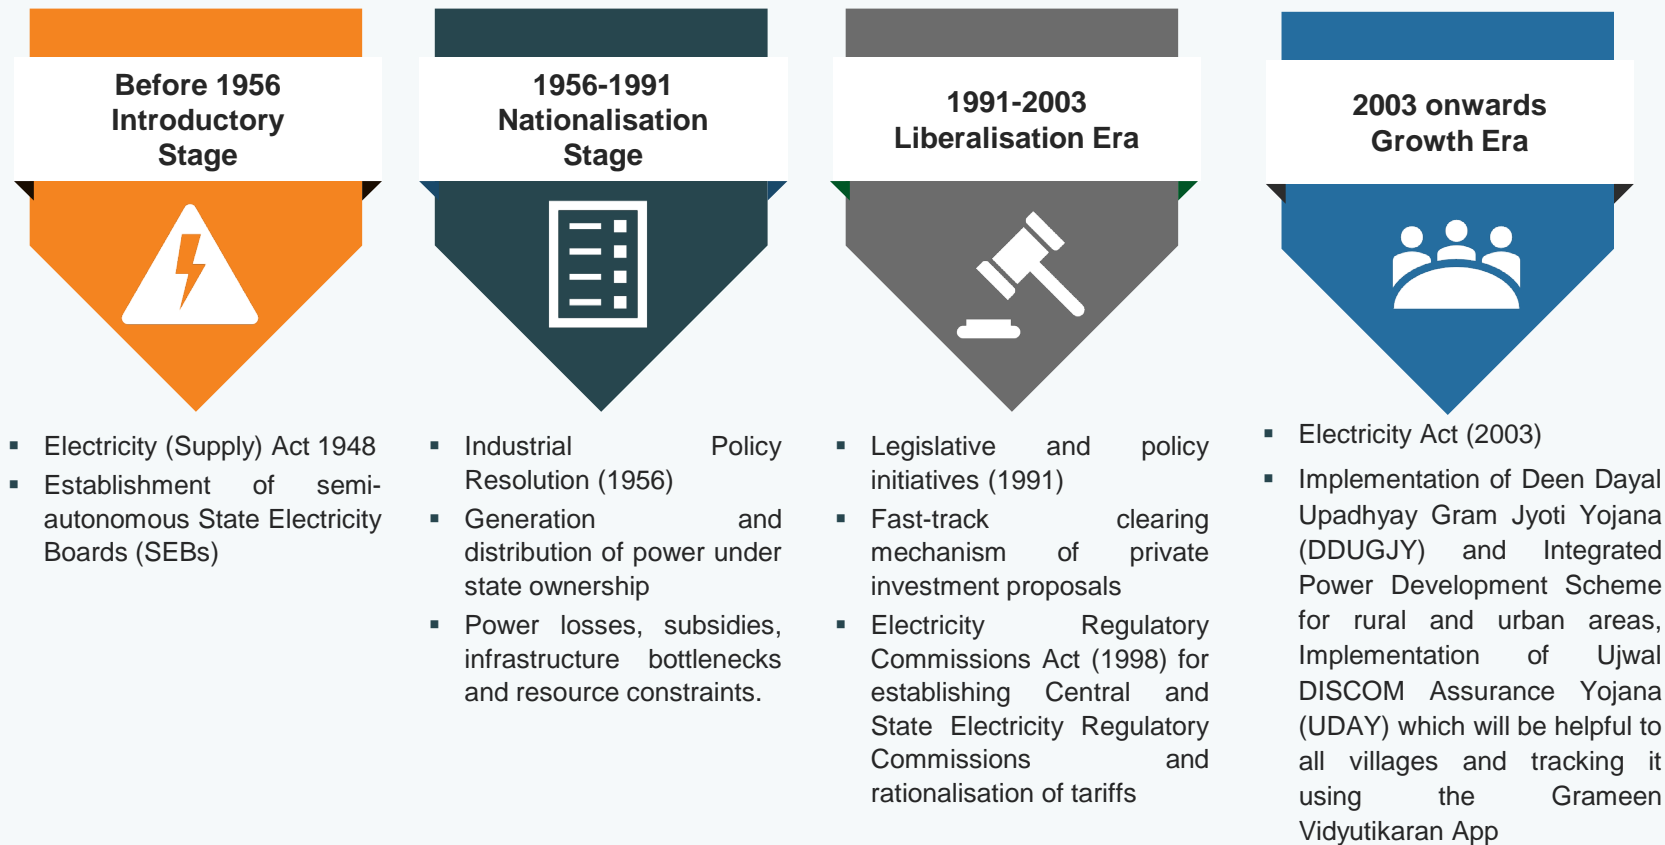 Before 1956
Introductory
Stage
▪ Electricity (Supply) Act 1948
▪ Establishment of semi-
autonomous State Electricity
Boards (SEBs)
1956-1991
Nationalisation
Stage
▪ Industrial Policy
Resolution (1956)
▪ Generation and
distribution of power under
state ownership
▪ Power losses, subsidies,
infrastructure bottlenecks
and resource constraints.
1991-2003
Liberalisation Era
▪ Legislative and policy
initiatives (1991)
▪ Fast-track clearing
mechanism of private
investment proposals
▪ Electricity Regulatory
Commissions Act (1998) for
establishing Central and
State Electricity Regulatory
Commissions and
rationalisation of tariffs
2003 onwards
Growth Era
▪ Electricity Act (2003)
▪ Implementation of Deen Dayal
Upadhyay Gram Jyoti Yojana
(DDUGJY) and Integrated
Power Development Scheme
for rural and urban areas,
Implementation of Ujwal
DISCOM Assurance Yojana
(UDAY) which will be helpful to
all villages and tracking it
using the Grameen
Vidyutikaran App